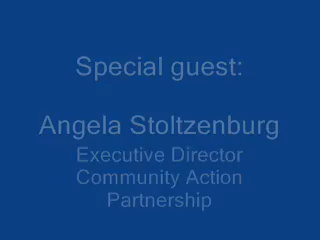 Special guest:
Angela Stoltzenburg
Executive Director
Community Action
Partnership